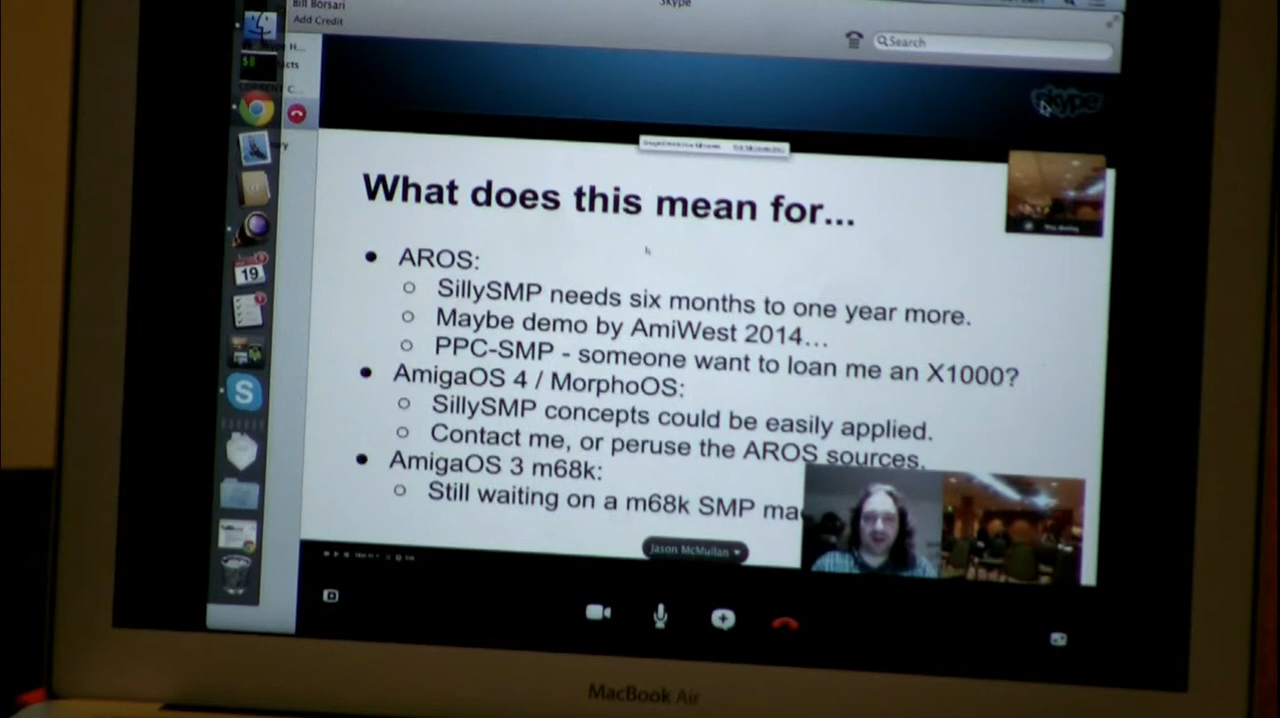 Bill Borsari
Skype
Add Credit
Search
skype
What does this mean for...
AROS:
SillySMP needs six months to one year more.
Maybe demo by AmiWest 2014...
PPC-SMP - someone want to loan me an X1000?
AmigaOS 4 / MorphoOS:
SillySMP concepts could be easily applied.
Contact me, or peruse the AROS sources.
AmigaOS 3 m68k:
Still waiting on a m68k SMP ma
19
S
Jason McMullan
MacBook Air